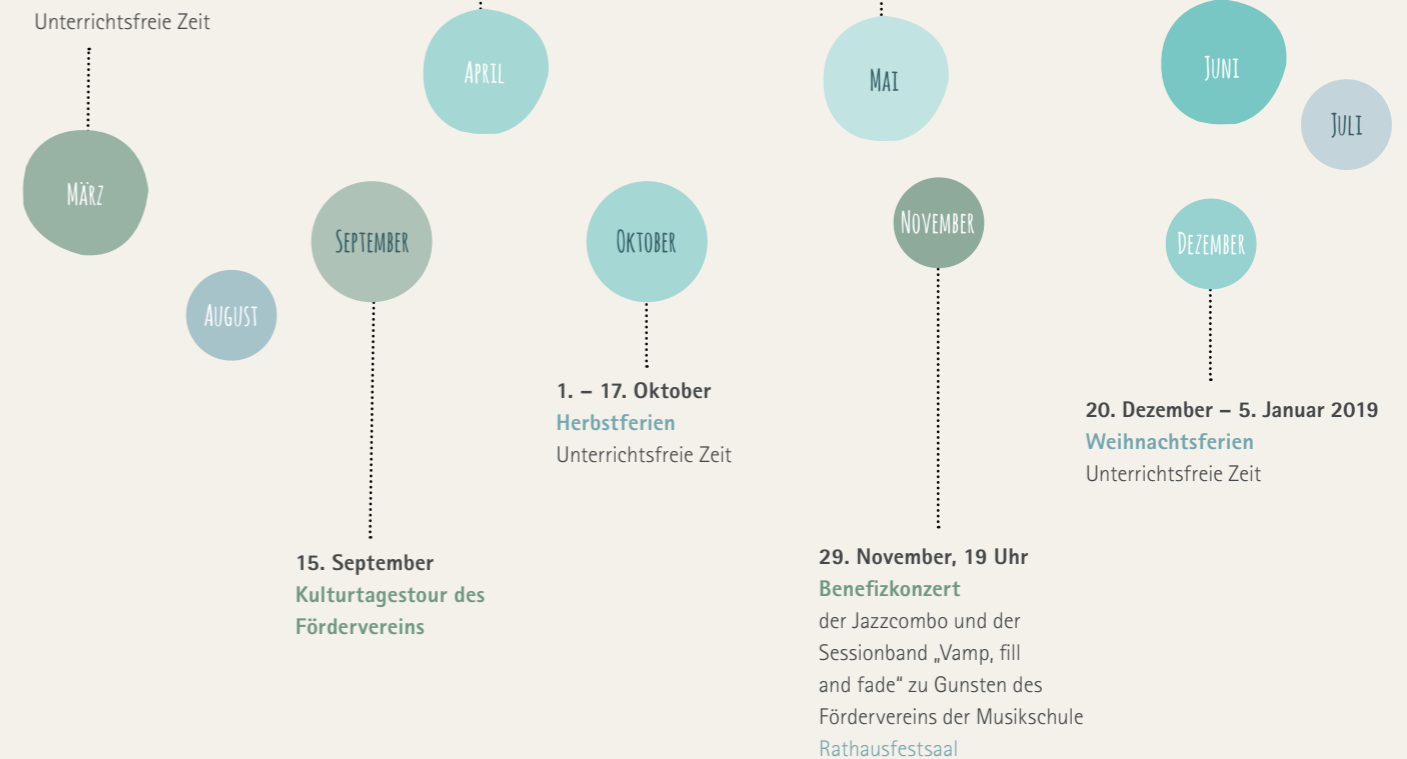 Unterrichtsfreie Zeit
April
Mai
Juni
Juli
März
September
Oktober
November
Dezember
August
1. – 17. Oktober
Herbstferien
Unterrichtsfreie Zeit
20. Dezember – 5. Januar 2019
Weihnachtsferien
Unterrichtsfreie Zeit
15. September
Kulturtagestour des
Fördervereins
29. November, 19 Uhr
Benefizkonzert
der Jazzcombo und der
Sessionband „Vamp, fill
and fade“ zu Gunsten des
Fördervereins der Musikschule
Rathausfestsaal